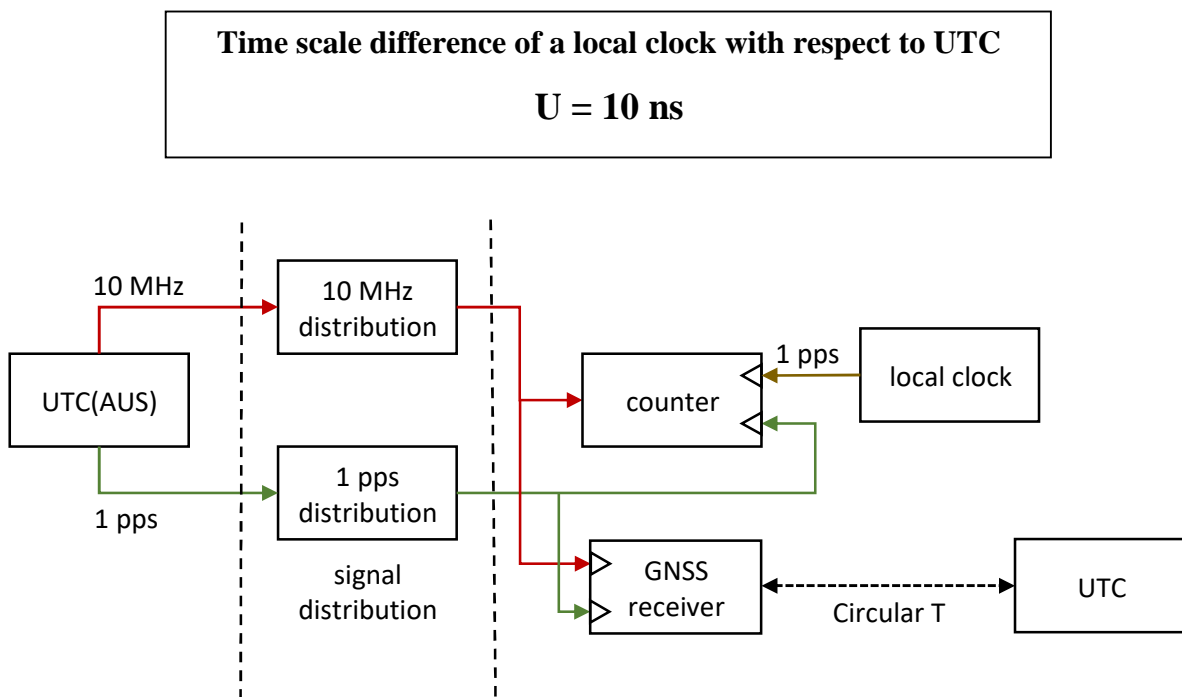 Time scale difference of a local clock with respect to UTC
U = 10 ns
10 MHz
10 MHz
distribution
UTC(AUS)
counter
1 pps
local clock
1 pps
1 pps
distribution
signal
distribution
GNSS
receiver
Circular T
UTC